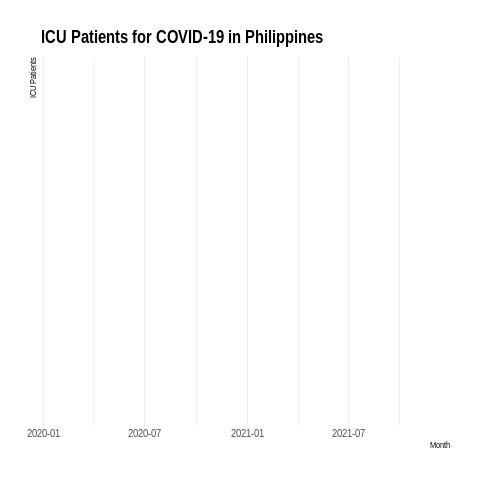 ICU Patients for COVID-19 in Philippines
ICU Patients
2020-01 2020-07 2021-01 2021-07
Month